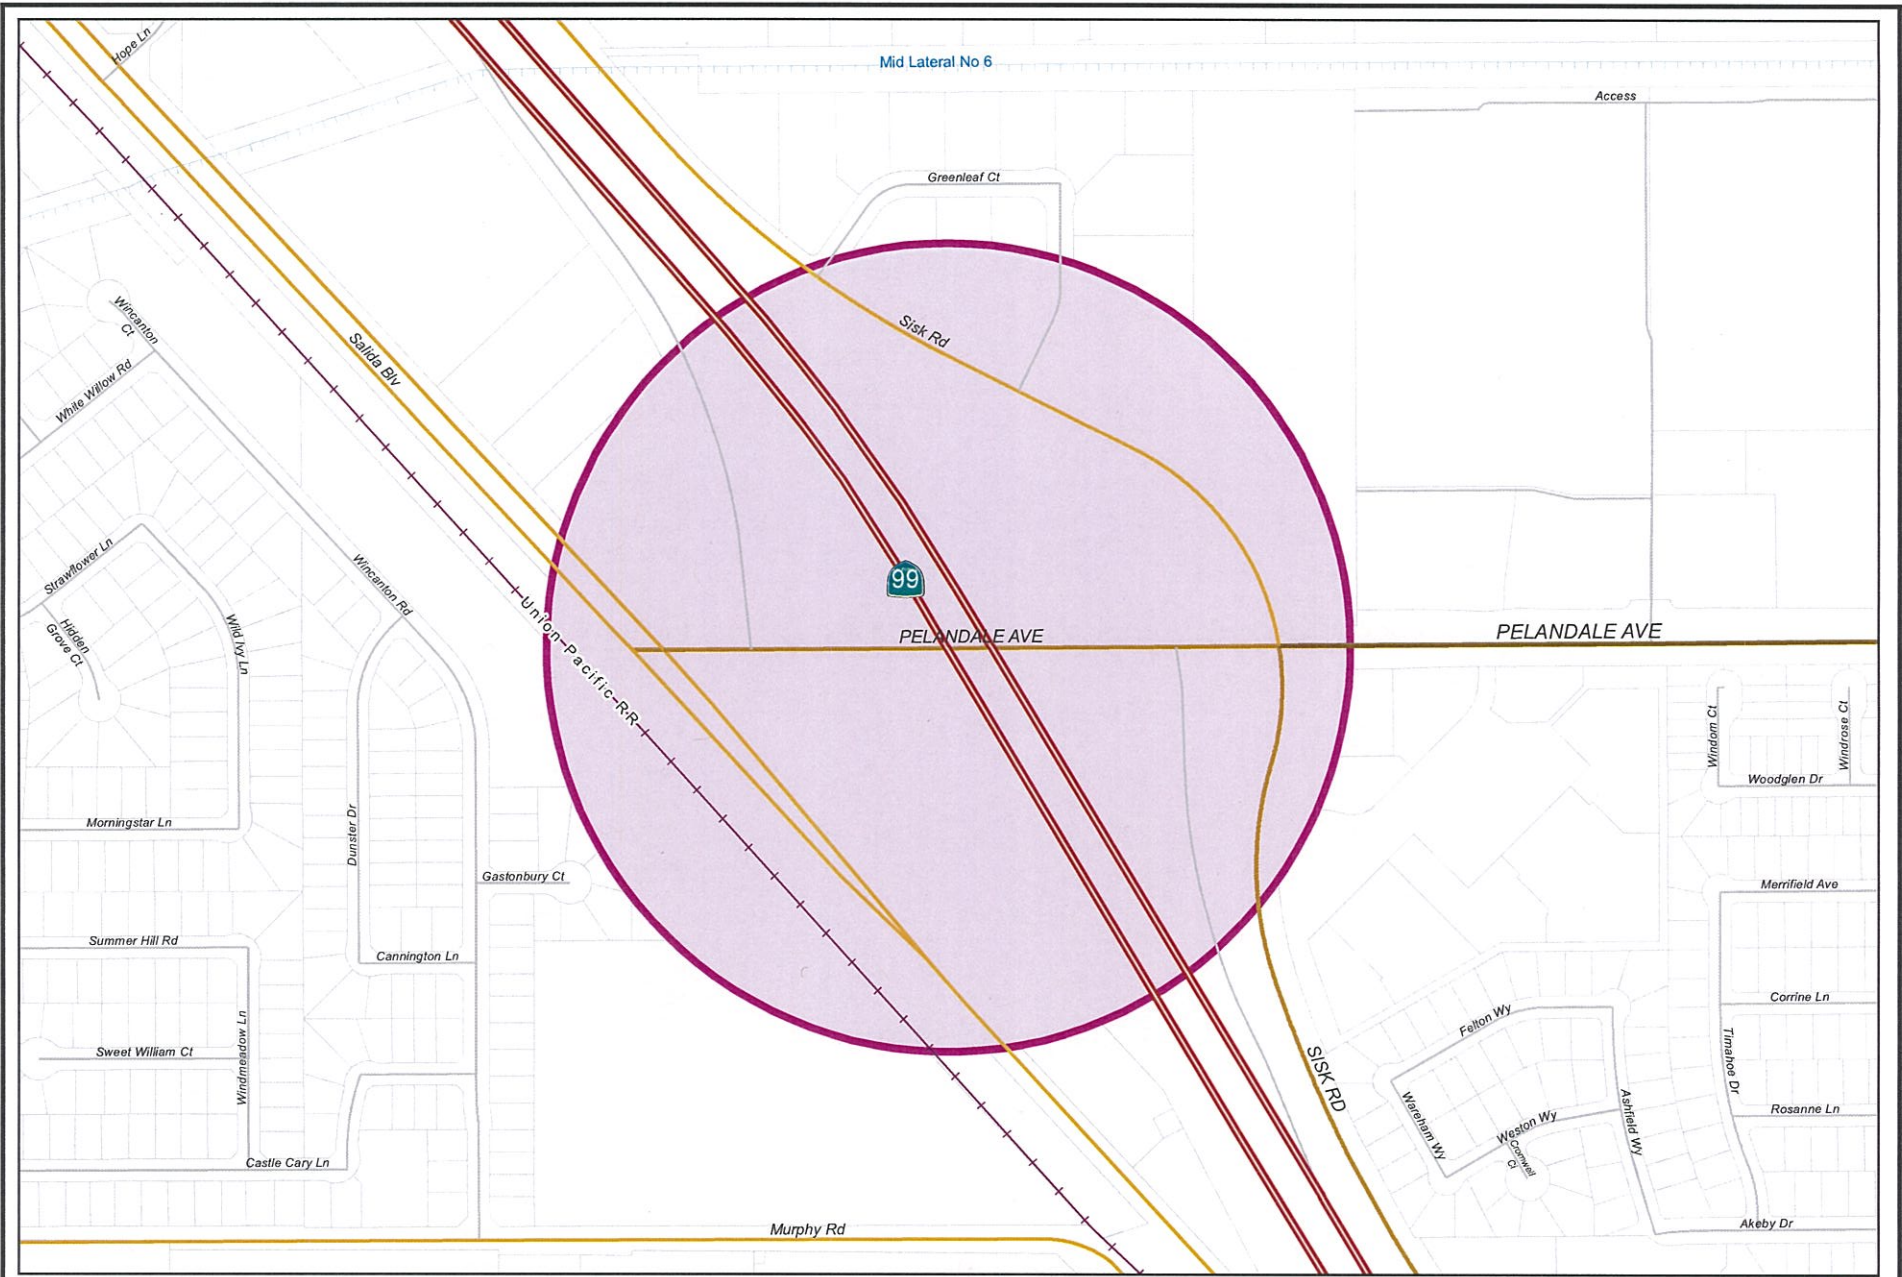 Hope Ln
Mid Lateral No 6
Access
Greenleaf Ct
Wincanton
Ct
White Willow Rd
Salida Blv
Sisk Rd
Strawflower Ln
Hidden
Grove Ct
Wild Ivy Ln
Wincanton Rd
Union Pacific RR
99
PELANDALE AVE
PELANDALE AVE
Windom Ct
Windrose Ct
Woodglen Dr
Morningstar Ln
Dunster Dr
Gastonbury Ct
Merrifield Ave
Summer Hill Rd
Cannington Ln
Corrine Ln
Felton Wy
Sweet William Ct
Windmeadow Ln
SISK RD
Timahoe Dr
Wareham Wy
Weston Wy
Cromwell
Ct
Ashfield Wy
Rosanne Ln
Castle Cary Ln
Murphy Rd
Akeby Dr